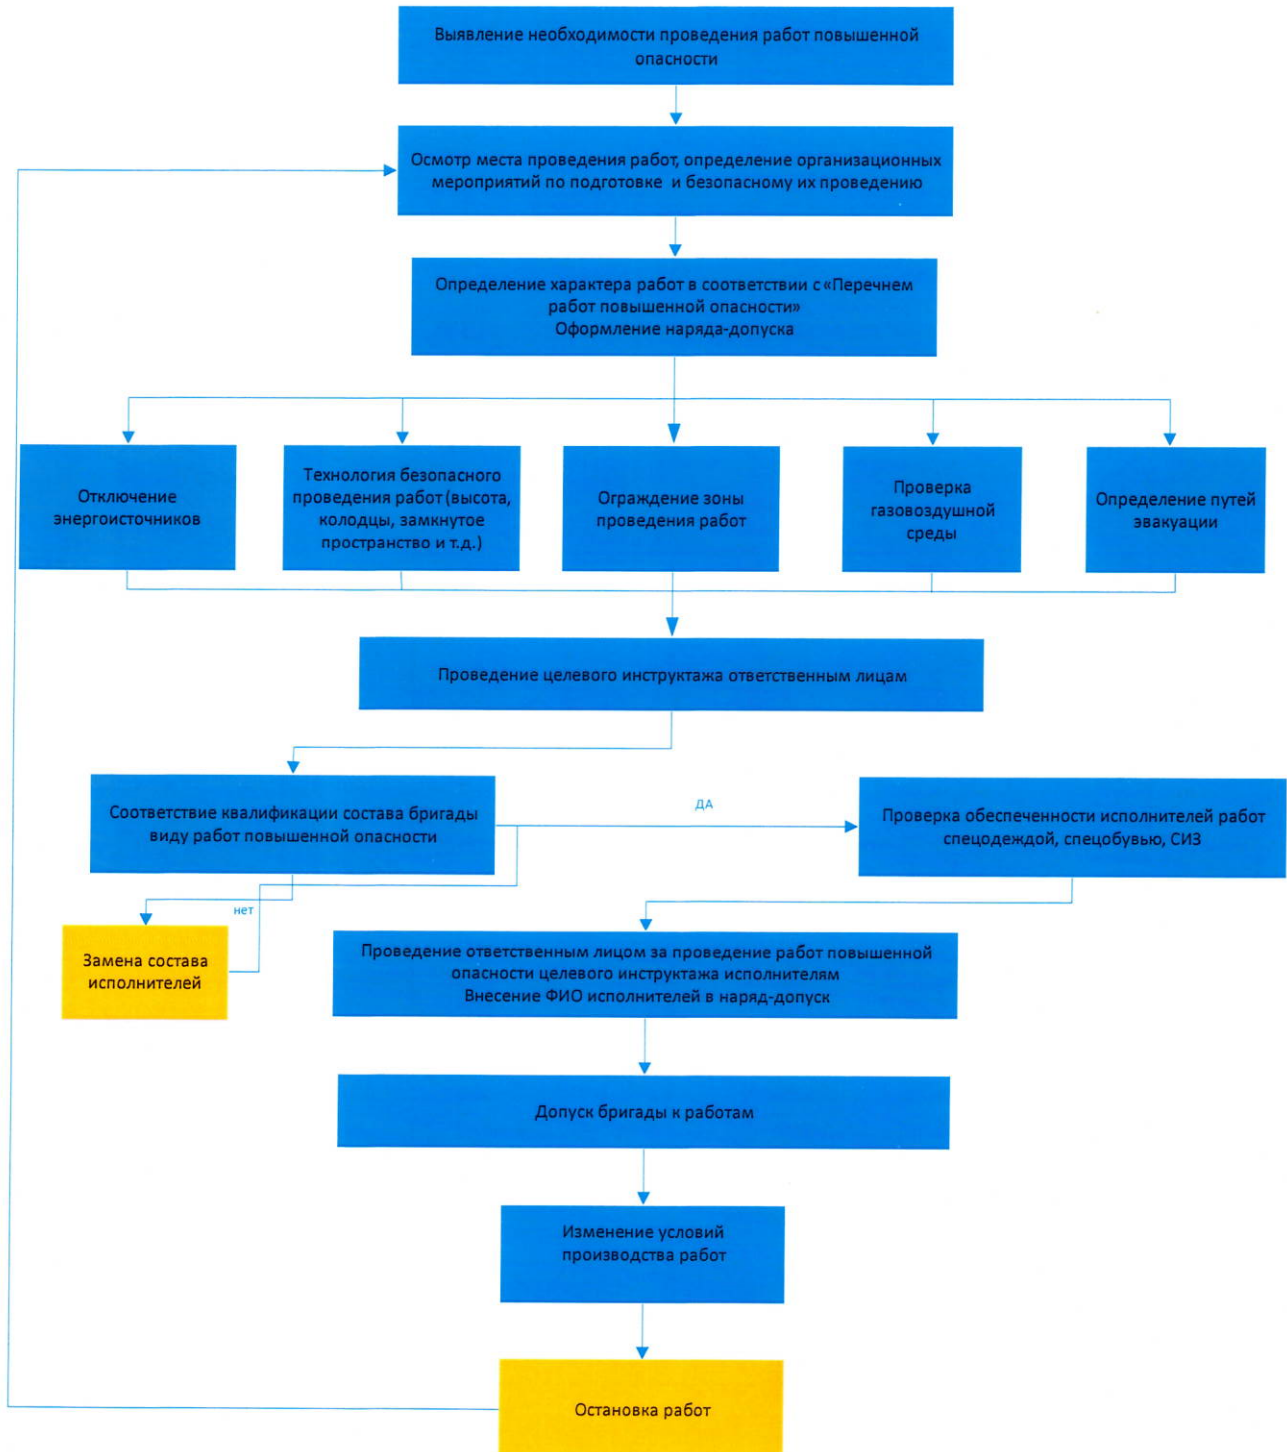 Выявление необходимости проведения работ повышенной
опасности
Осмотр места проведения работ, определение организационных
мероприятий по подготовке и безопасному их проведению
Определение характера работ в соответствии с «Перечнем
работ повышенной опасности»
Оформление наряда-допуска
Отключение
энергоисточников
Технология безопасного
проведения работ (высота,
колодцы, замкнутое
пространство и т.д.)
Ограждение зоны
проведения работ
Проверка
газовоздушной
среды
Определение путей
эвакуации
Проведение целевого инструктажа ответственным лицам
Соответствие квалификации состава бригады
виду работ повышенной опасности
ДА
Проверка обеспеченности исполнителей работ
спецодеждой, спецобувью, СИЗ
нет
Замена состава
исполнителей
Проведение ответственным лицом за проведение работ повышенной
опасности целевого инструктажа исполнителям
Внесение ФИО исполнителей в наряд-допуск
Допуск бригады к работам
Изменение условий
производства работ
Остановка работ